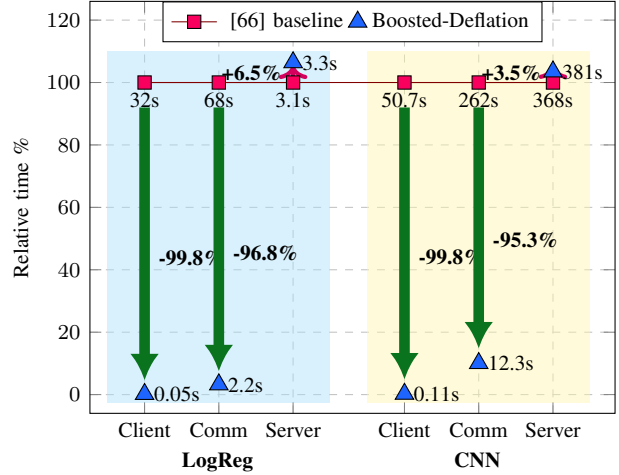 [66] baseline Boosted-Deflation
120
100
80
60
40
20
0
Relative time %
+6.5%
3.3s
+3.5%
381s
32s 68s 3.1s 50.7s 262s 368s
-99.8% -96.8% -99.8% -95.3%
0.05s 2.2s 0.11s 12.3s
Client Comm Server Client Comm Server
LogReg CNN